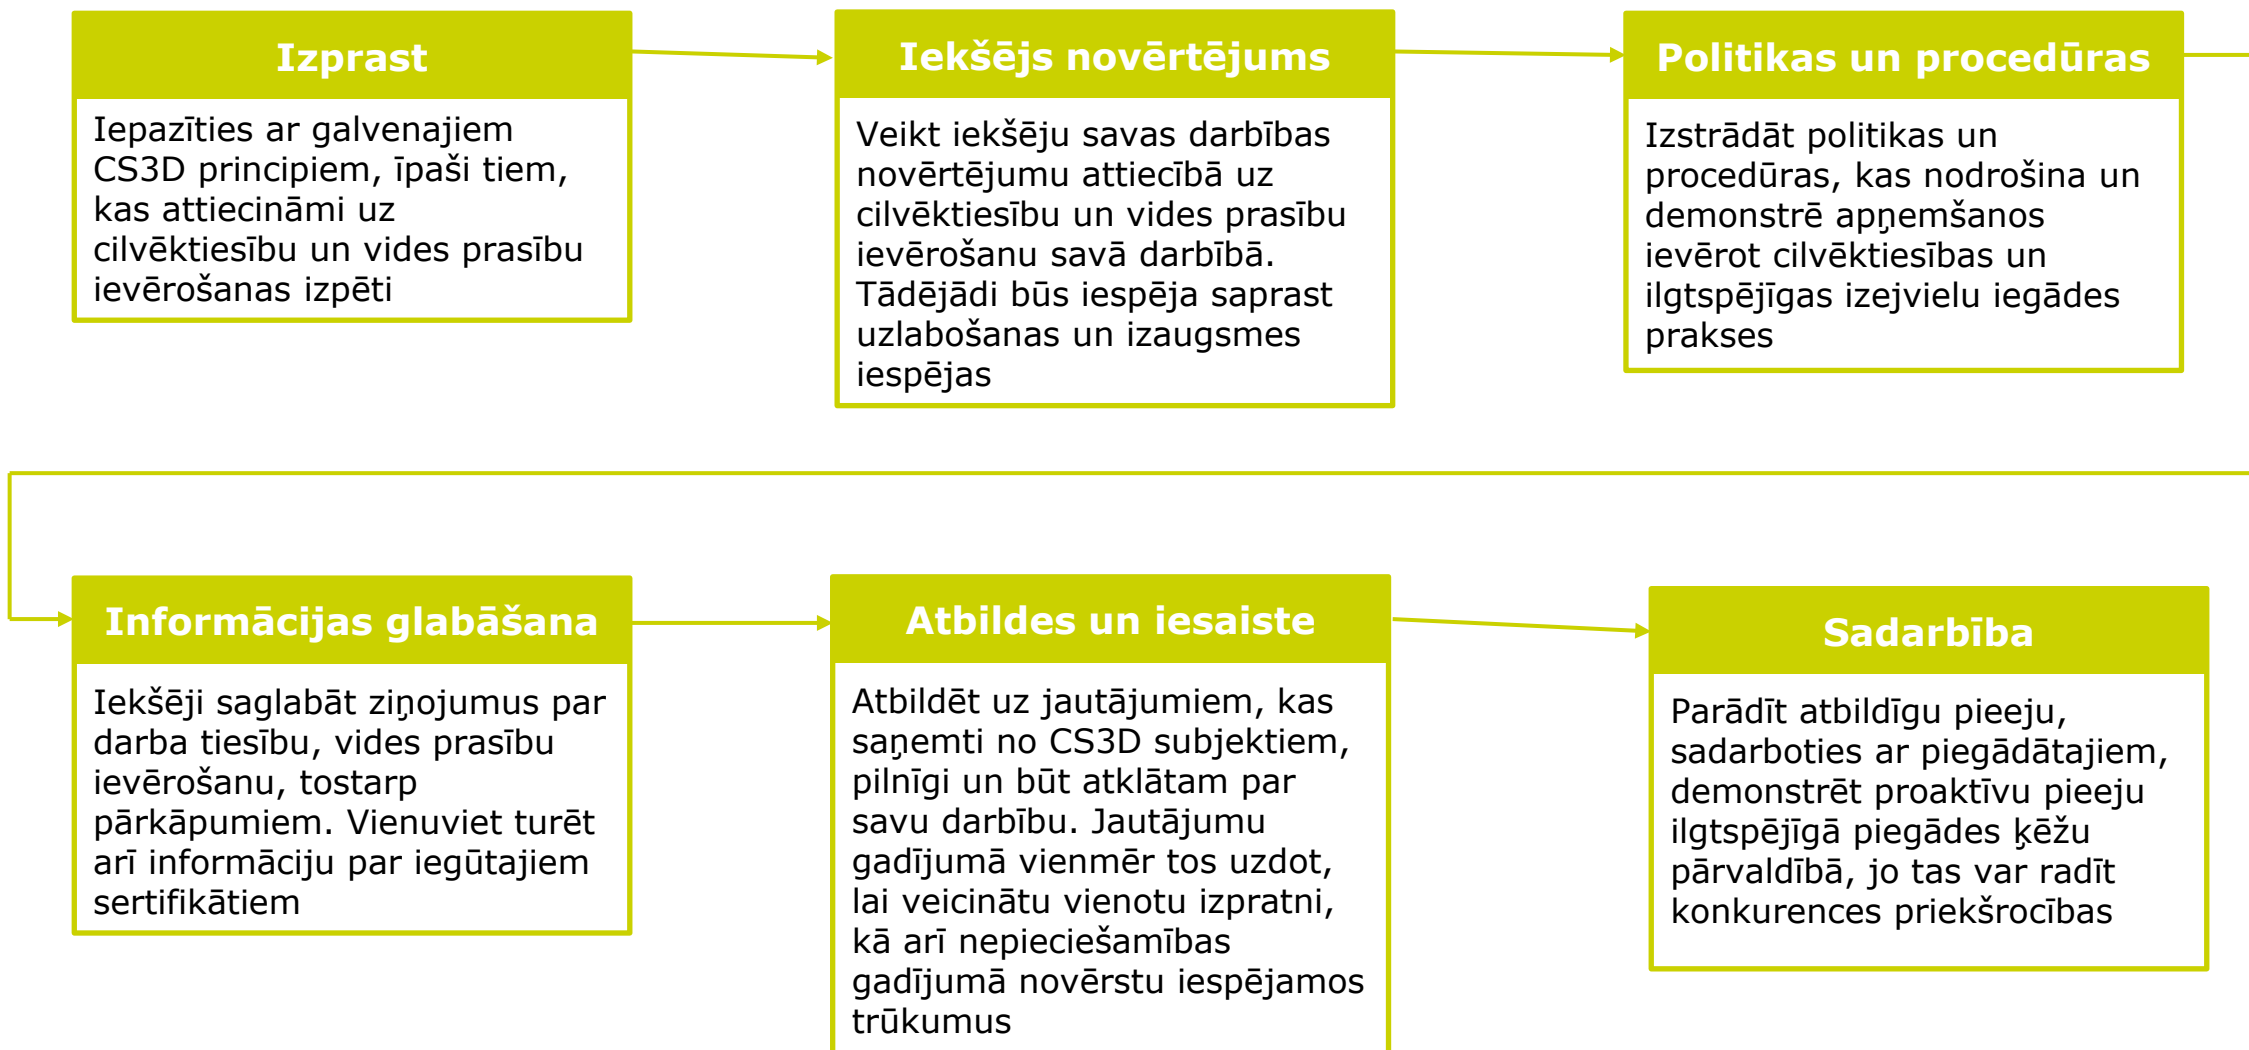 Izprast
Iepazīties ar galvenajiem
CS3D principiem, īpaši tiem,
kas attiecināmi uz
cilvēktiesību un vides prasību
ievērošanas izpēti
Iekšējs novērtējums
Veikt iekšēju savas darbības
novērtējumu attiecībā uz
cilvēktiesību un vides prasību
ievērošanu savā darbībā.
Tādējādi būs iespēja saprast
uzlabošanas un izaugsmes
iespējas
Politikas un procedūras
Izstrādāt politikas un
procedūras, kas nodrošina un
demonstrē apņemšanos
ievērot cilvēktiesības un
ilgtspējīgas izejvielu iegādes
prakses
Informācijas glabāšana
Iekšēji saglabāt ziņojumus par
darba tiesību, vides prasību
ievērošanu, tostarp
pārkāpumiem. Vienuviet turēt
arī informāciju par iegūtajiem
sertifikātiem
Atbildes un iesaiste
Atbildēt uz jautājumiem, kas
saņemti no CS3D subjektiem,
pilnīgi un būt atklātam par
savu darbību. Jautājumu
gadījumā vienmēr tos uzdot,
lai veicinātu vienotu izpratni,
kā arī nepieciešamības
gadījumā novērstu iespējamos
trūkumus
Sadarbība
Parādīt atbildīgu pieeju,
sadarboties ar piegādātajiem,
demonstrēt proaktīvu pieeju
ilgtspējīgā piegādes ķēžu
pārvaldībā, jo tas var radīt
konkurences priekšrocības